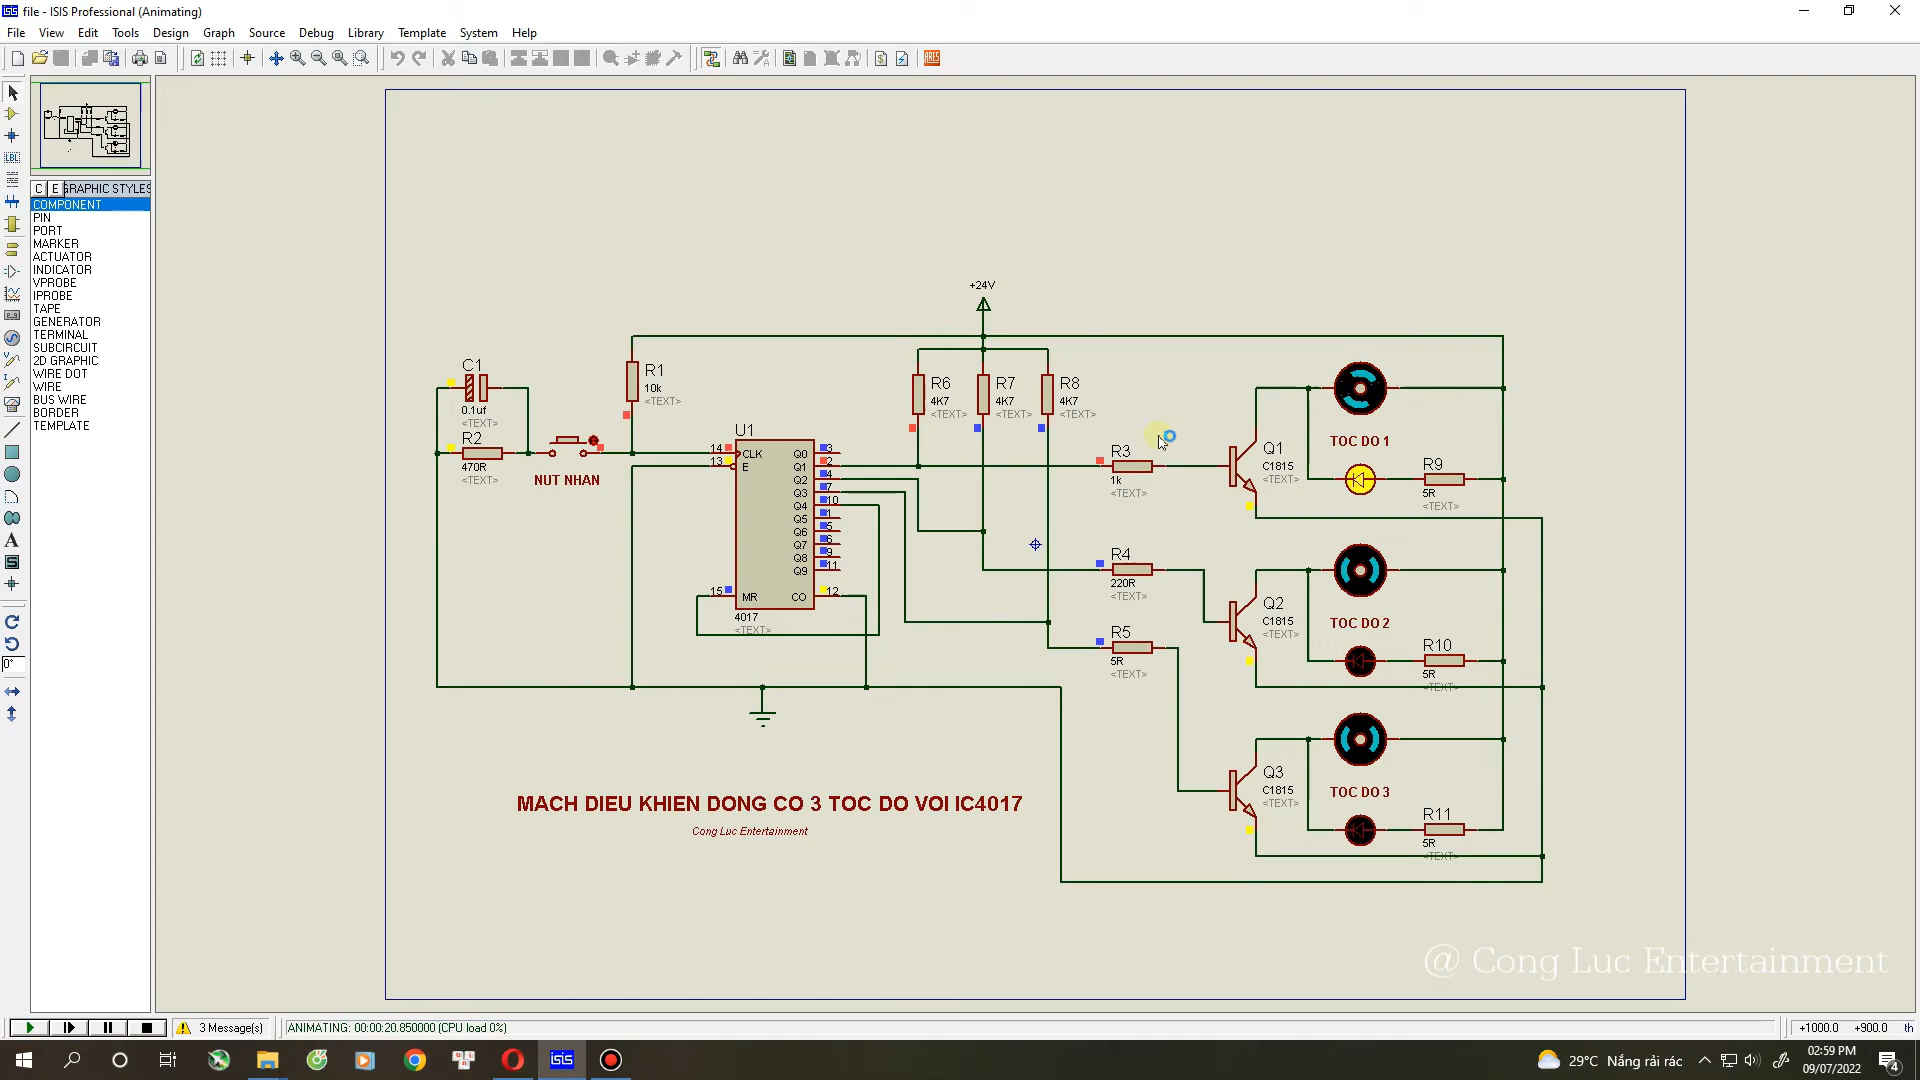 file - ISIS Professional (Animating)
File View Edit Tools Design Graph Source Debug Library Template System Help
ARES
LBL
C E GRAPHIC STYLES
COMPONENT
PIN
PORT
MARKER
ACTUATOR
INDICATOR
VPROBE
IPROBE
TAPE
GENERATOR
TERMINAL
SUBCIRCUIT
2D GRAPHIC
WIRE DOT
WIRE
BUS WIRE
BORDER
TEMPLATE
A
S
0°
+24V
C1
0.1uf
<TEXT>
R2
470R
<TEXT>
NUT NHAN
R1
10k
<TEXT>
R6
4K7
<TEXT>
R7
4K7
<TEXT>
R8
4K7
<TEXT>
U1
14 CLK Q0 3
13 E Q1 2
Q2 4
Q3 7
Q4 10
Q5 1
Q6 5
Q7 6
Q8 9
Q9 11
15 MR CO 12
4017
<TEXT>
R3
1k
<TEXT>
R4
220R
<TEXT>
R5
5R
<TEXT>
Q1
C1815
<TEXT>
TOC DO 1
R9
5R
<TEXT>
Q2
C1815
<TEXT>
TOC DO 2
R10
5R
<TEXT>
Q3
C1815
<TEXT>
TOC DO 3
R11
5R
<TEXT>
MACH DIEU KHIEN DONG CO 3 TOC DO VOI IC4017
Cong Luc Entertainment
@ Cong Luc Entertainment
3 Message(s)
ANIMATING: 00:00:20.850000 (CPU load 0%)
+1000.0 +900.0 th
isis
29°C Nắng rải rác
02:59 PM
09/07/2022
4